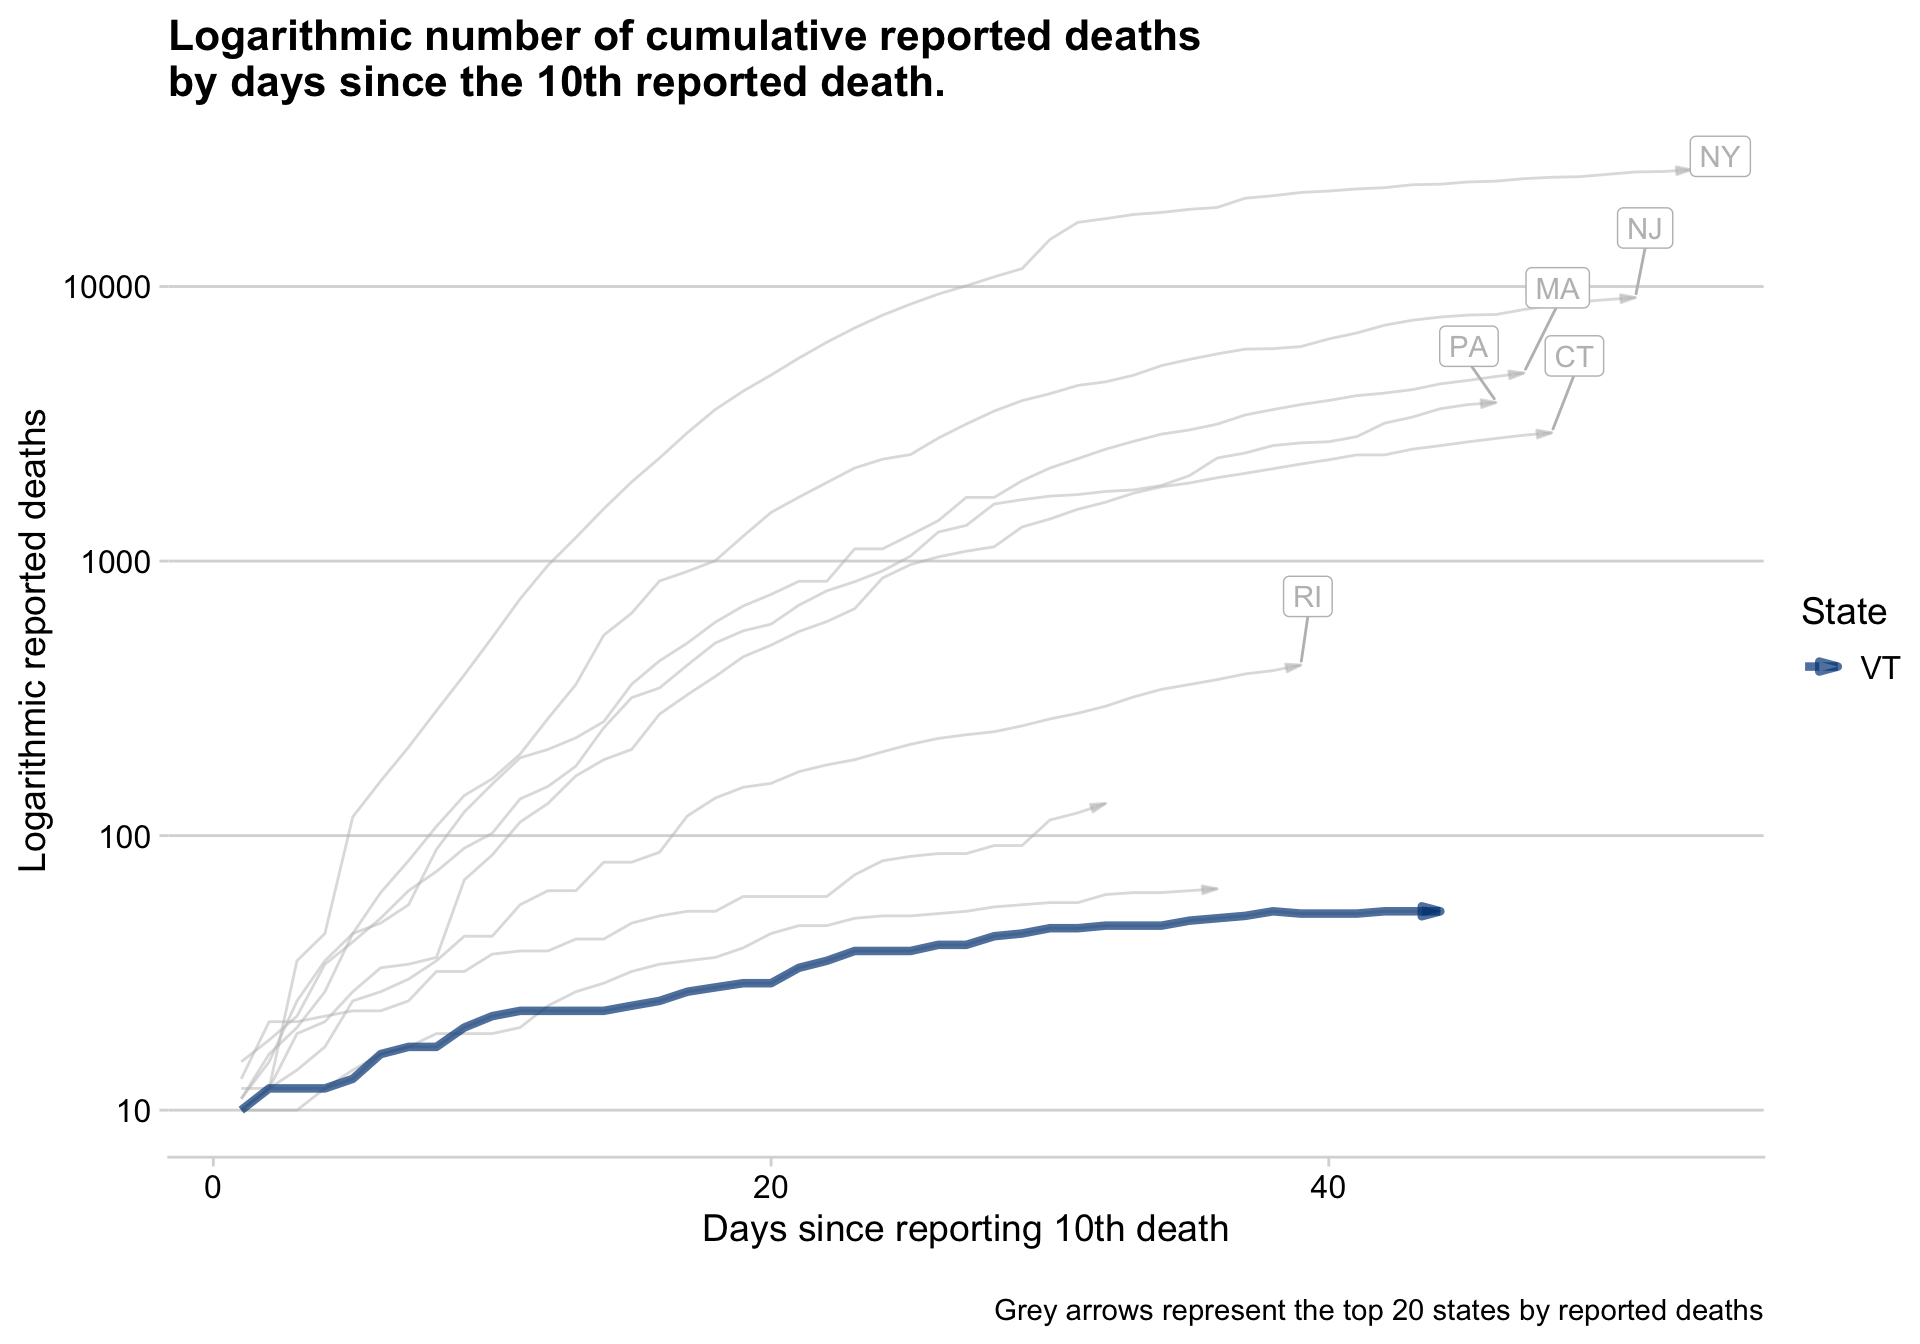 Logarithmic number of cumulative reported deaths
by days since the 10th reported death.
NY
NJ
MA
PA
CT
RI
10000
1000
100
10
Logarithmic reported deaths
State
VT
0
20
40
Days since reporting 10th death
Grey arrows represent the top 20 states by reported deaths